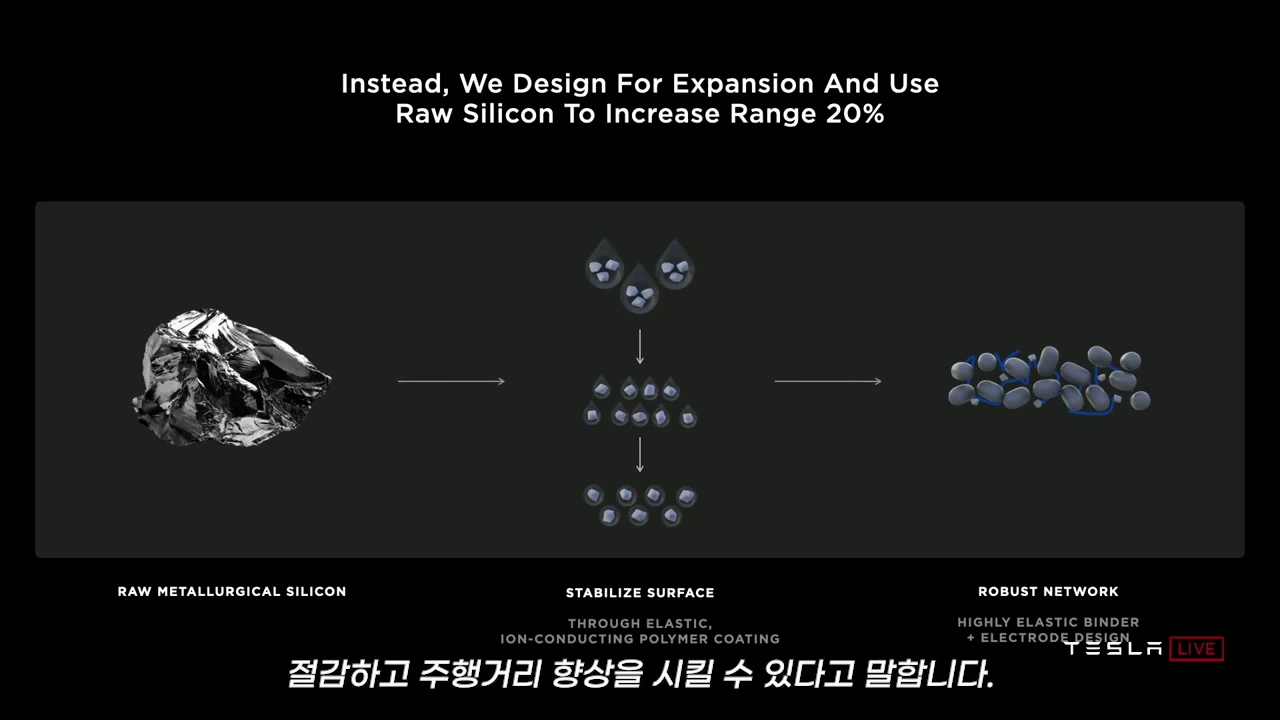 Instead, We Design For Expansion And Use
Raw Silicon To Increase Range 20%
RAW METALLURGICAL SILICON
STABILIZE SURFACE
THROUGH ELASTIC,
ION-CONDUCTING POLYMER COATING
ROBUST NETWORK
HIGHLY ELASTIC BINDER
+ ELECTRODE DESIGN
TESLA LIVE
절감하고 주행거리 향상을 시킬 수 있다고 말합니다.